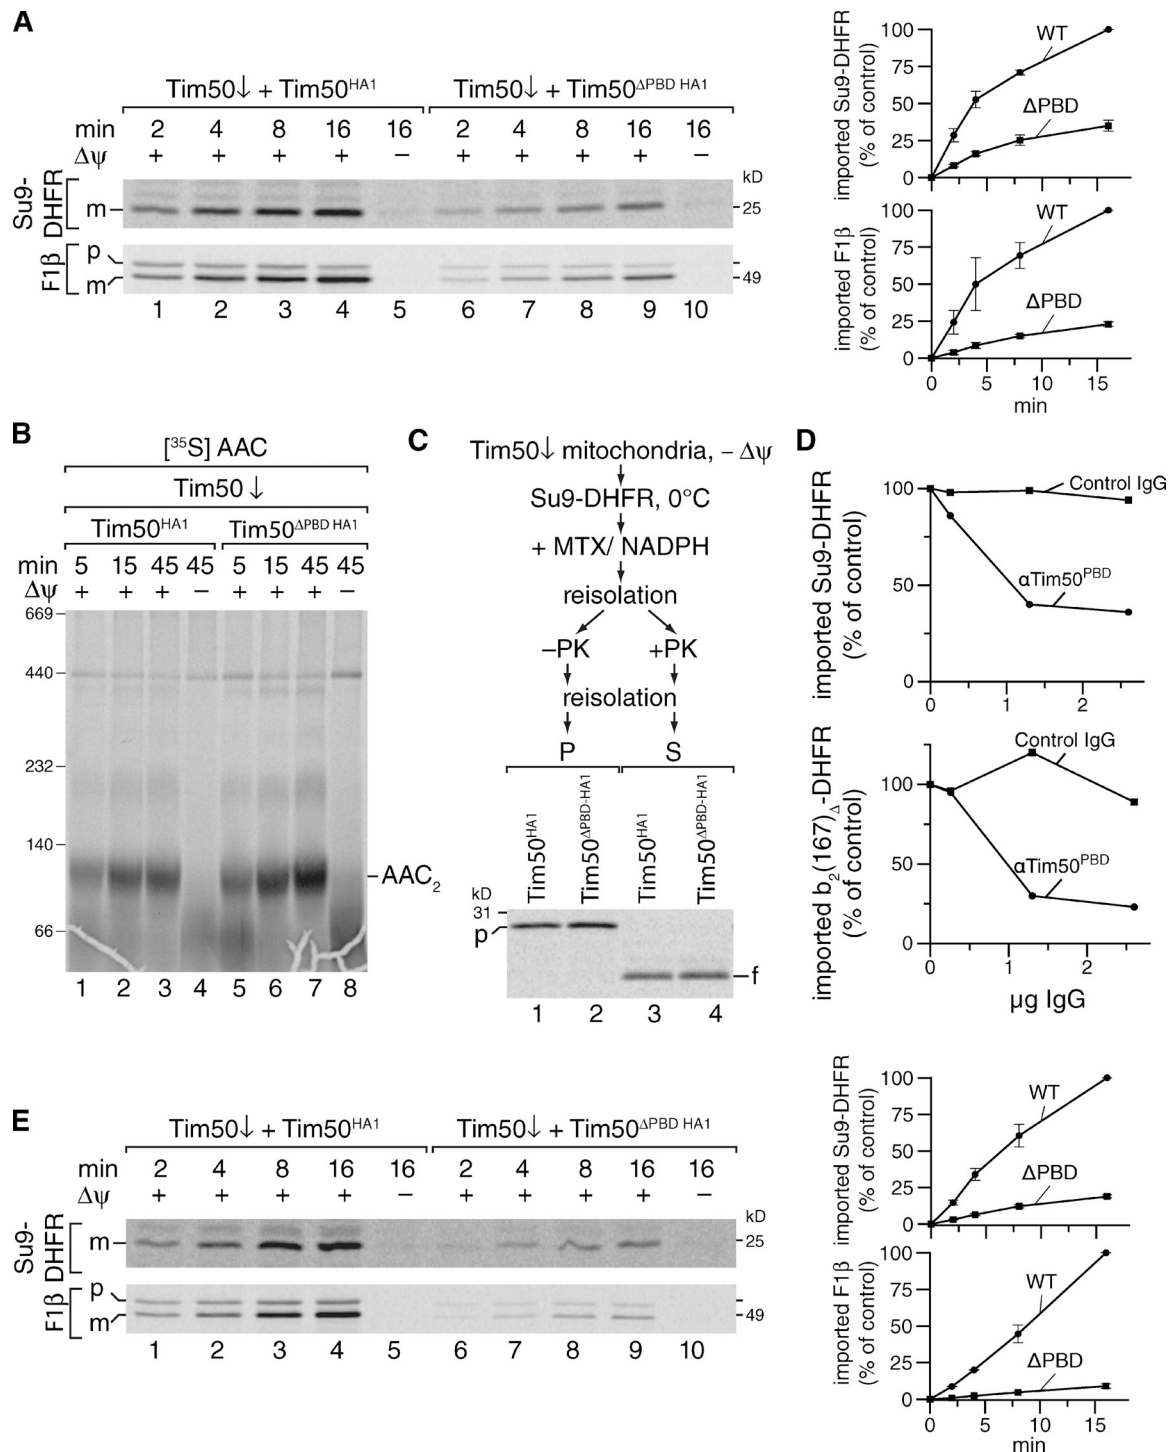 A
Tim50↓ + Tim50HA1 Tim50↓ + Tim50ΔPBD HA1
min 2 4 8 16 16 2 4 8 16 16
Δψ + + + + − + + + + −
kD
Su9-DHFR
m
25
F1β
p
m
49
1 2 3 4 5 6 7 8 9 10
imported Su9-DHFR
(% of control)
100
75
50
25
0
WT
ΔPBD
imported F1β
(% of control)
100
75
50
25
0
WT
ΔPBD
0 5 10 15
min
B
[35S] AAC
Tim50 ↓
Tim50HA1 Tim50ΔPBD HA1
min 5 15 45 45 5 15 45 45
Δψ + + + − + + + −
669
440
232
140
66
AAC2
1 2 3 4 5 6 7 8
C
Tim50↓ mitochondria, − Δψ
Su9-DHFR, 0°C
+ MTX/ NADPH
reisolation
−PK +PK
reisolation
P S
Tim50HA1
Tim50ΔPBD-HA1
Tim50HA1
Tim50ΔPBD-HA1
kD
31
p
f
1 2 3 4
D
imported Su9-DHFR
(% of control)
100
50
0
Control IgG
αTim50PBD
0 1 2
imported b2(167)Δ-DHFR
(% of control)
100
50
0
Control IgG
αTim50PBD
0 1 2
μg IgG
E
Tim50↓ + Tim50HA1 Tim50↓ + Tim50ΔPBD HA1
min 2 4 8 16 16 2 4 8 16 16
Δψ + + + + − + + + + −
kD
Su9-DHFR
m
25
F1β
p
m
49
1 2 3 4 5 6 7 8 9 10
imported Su9-DHFR
(% of control)
100
75
50
25
0
WT
ΔPBD
imported F1β
(% of control)
100
75
50
25
0
WT
ΔPBD
0 5 10 15
min